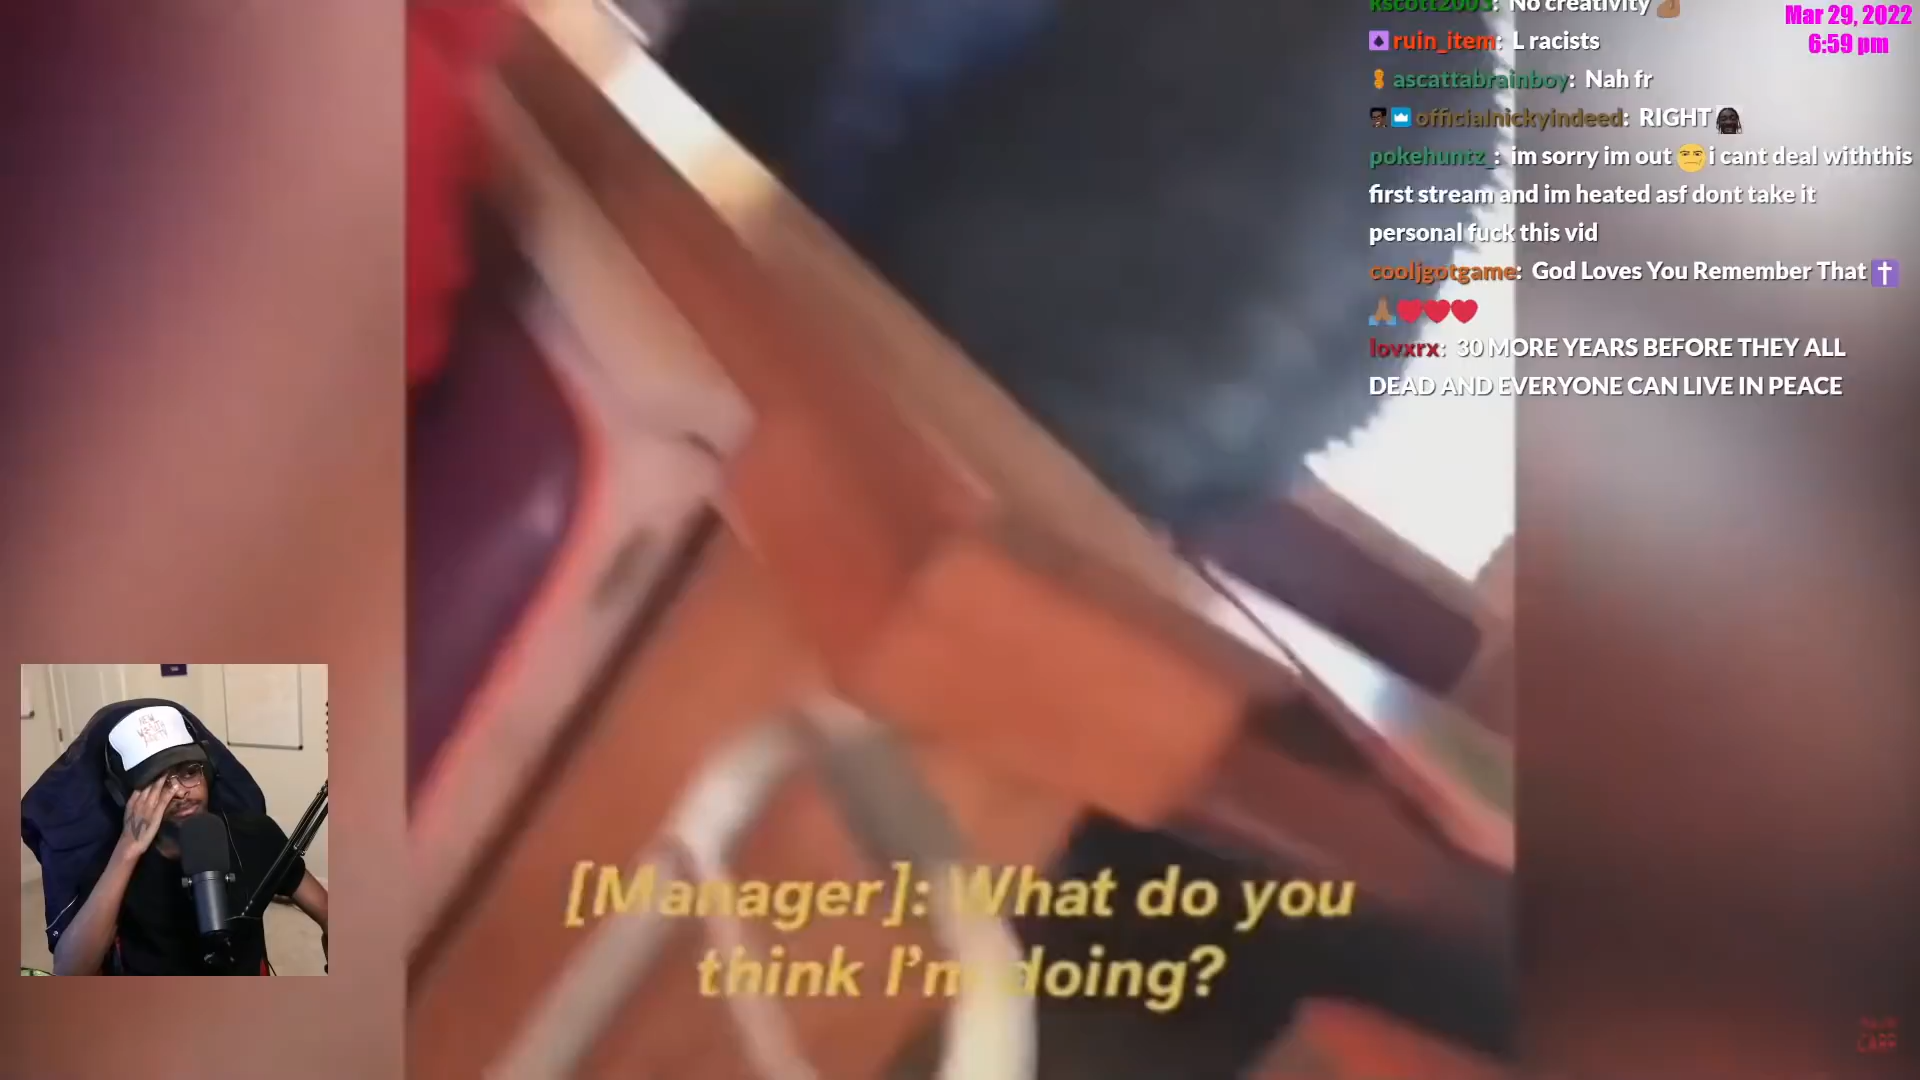 kscott2003: No creativity
ruin_item: L racists
ascattabrainboy: Nah fr
officialnickyindeed: RIGHT
pokehuntz_: im sorry im out i cant deal withthis
first stream and im heated asf dont take it
personal fuck this vid
cooljgotgame: God Loves You Remember That
lovxrx: 30 MORE YEARS BEFORE THEY ALL
DEAD AND EVERYONE CAN LIVE IN PEACE
Mar 29, 2022
6:59 pm
[Manager]: What do you
think I'm doing?
CARR